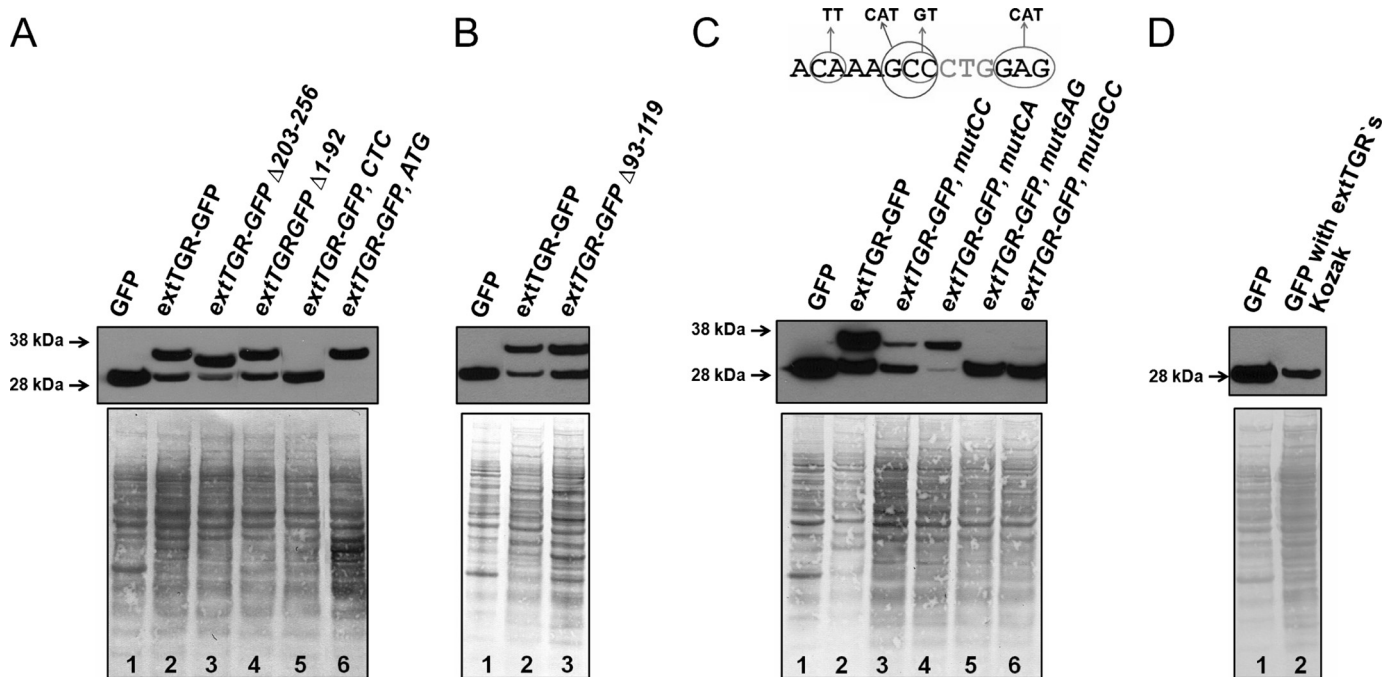 A
GFP
extTGR-GFP
extTGR-GFP Δ203-256
extTGRGFP Δ1-92
extTGR-GFP, CTC
extTGR-GFP, ATG
38 kDa
28 kDa
1 2 3 4 5 6
B
GFP
extTGR-GFP
extTGR-GFP Δ93-119
1 2 3
C
TT CAT GT CAT
ACAAAGCCCTGGAG
GFP
extTGR-GFP
extTGR-GFP, mutCC
extTGR-GFP, mutCA
extTGR-GFP, mutGAG
extTGR-GFP, mutGCC
38 kDa
28 kDa
1 2 3 4 5 6
D
GFP
GFP with extTGR`s
Kozak
28 kDa
1 2